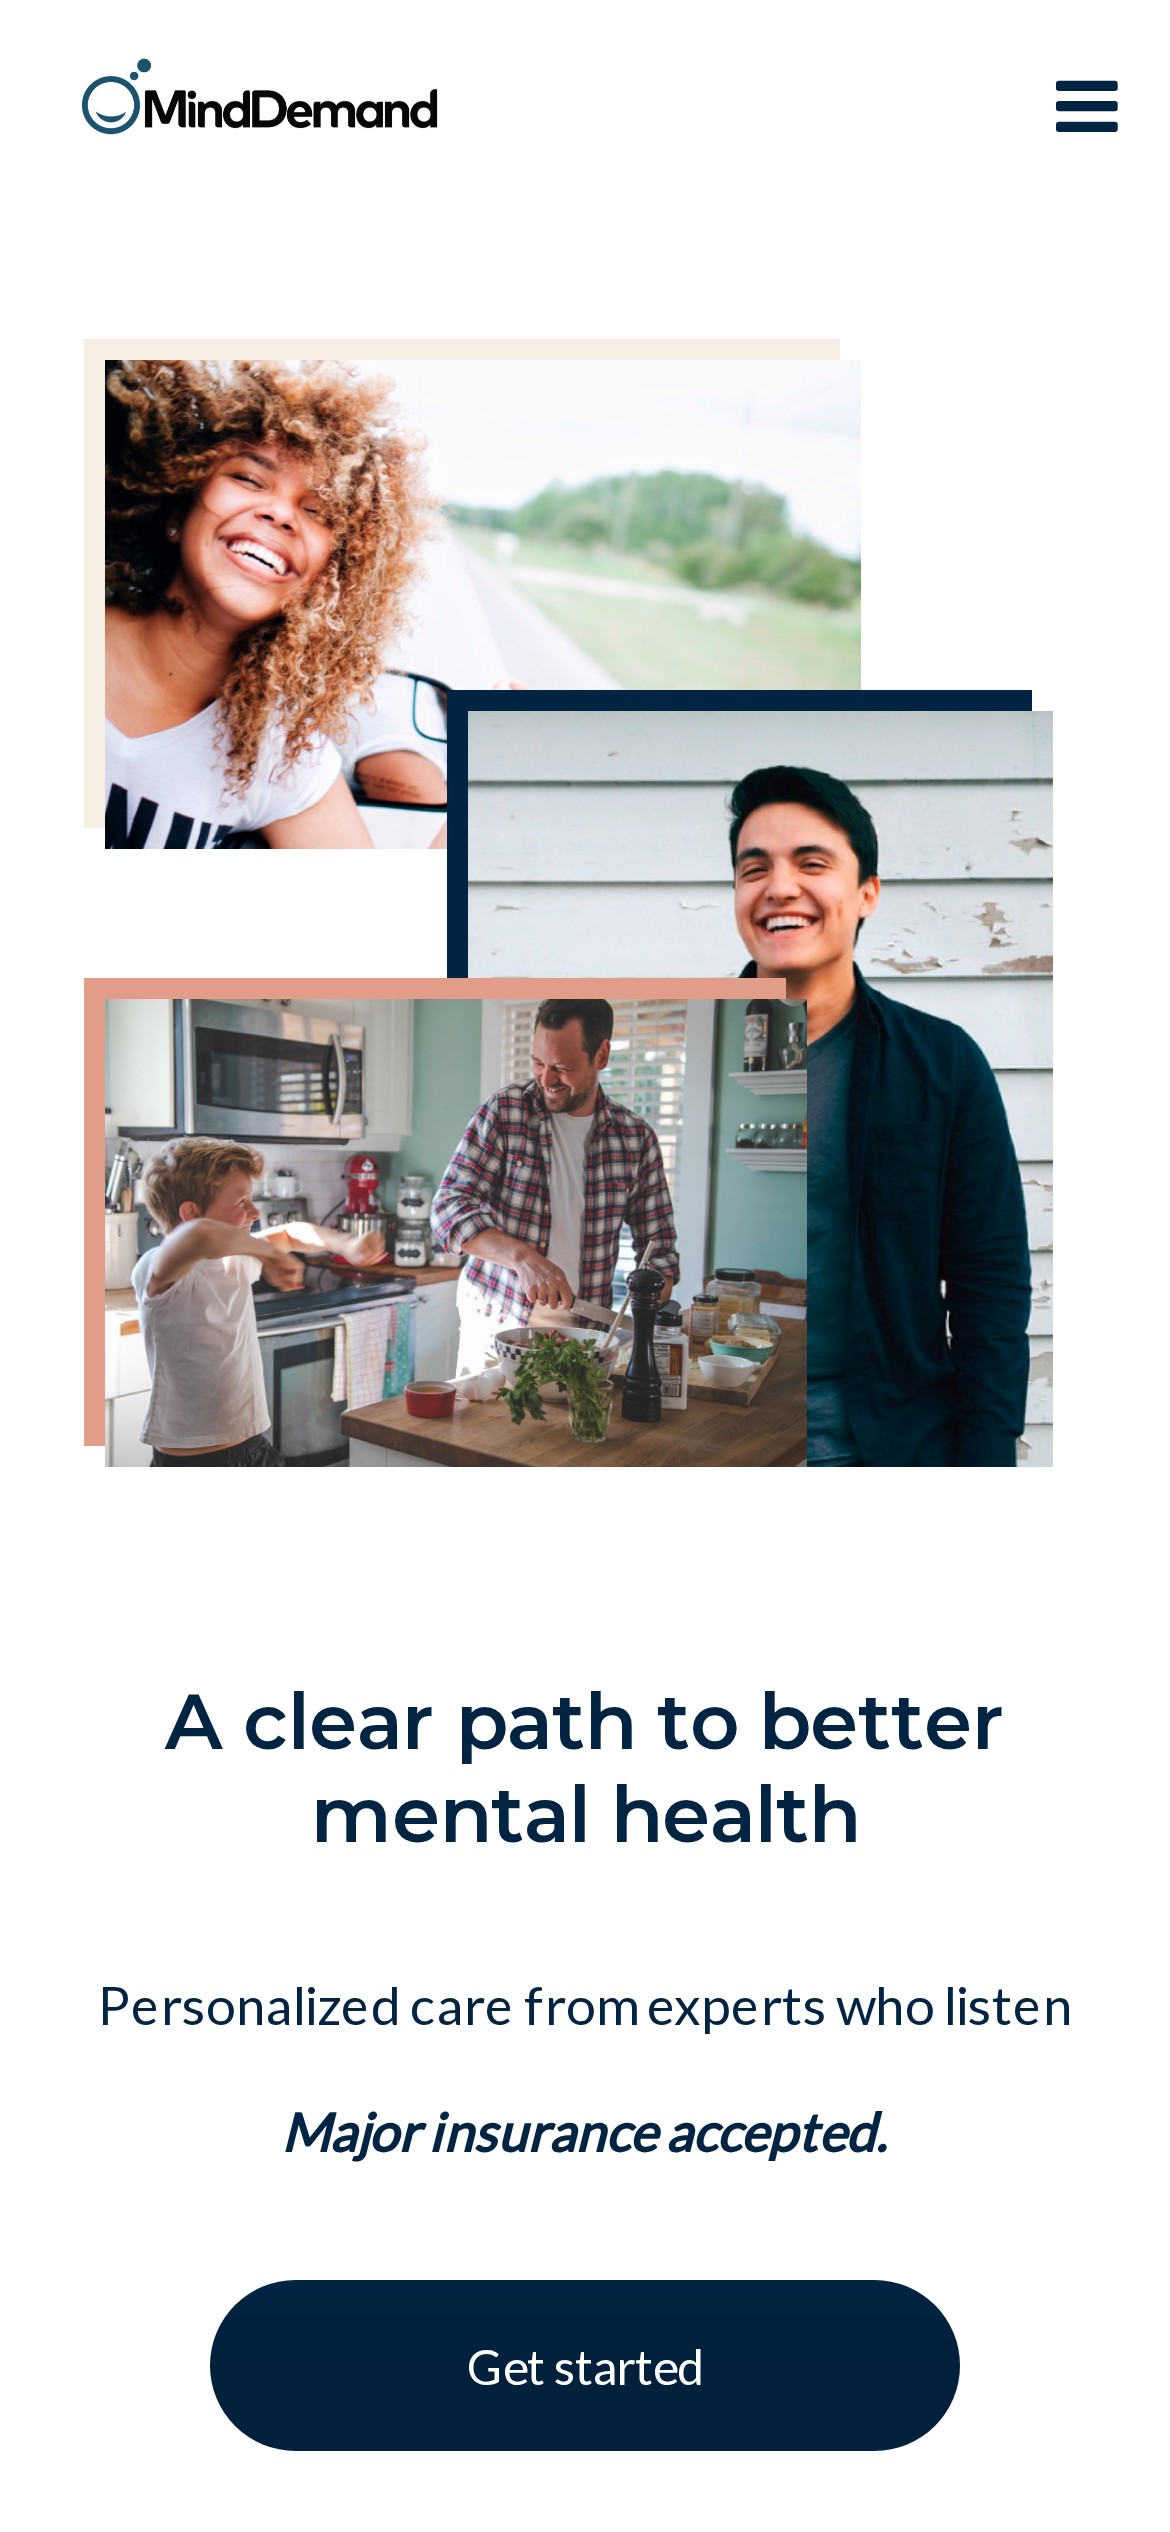 MindDemand
A clear path to better
mental health
Personalized care from experts who listen
Major insurance accepted.
Get started